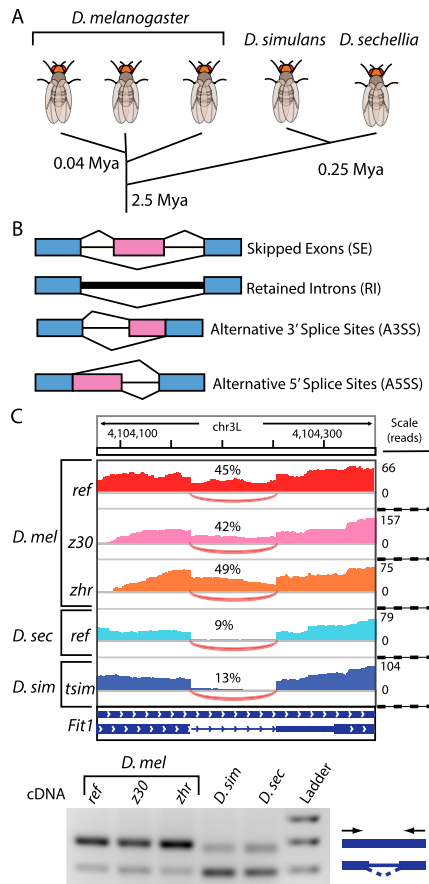 A
D. melanogaster
D. simulans
D. sechellia
0.04 Mya
0.25 Mya
2.5 Mya
B
Skipped Exons (SE)
Retained Introns (RI)
Alternative 3' Splice Sites (A3SS)
Alternative 5' Splice Sites (A5SS)
C
chr3L
4,104,100
4,104,300
Scale
(reads)
D. mel
ref
45%
66
0
z30
42%
157
0
zhr
49%
75
0
D. sec
ref
9%
79
0
D. sim
tsim
13%
104
0
Fit1
D. mel
cDNA
ref
z30
zhr
D. sim
D. sec
Ladder